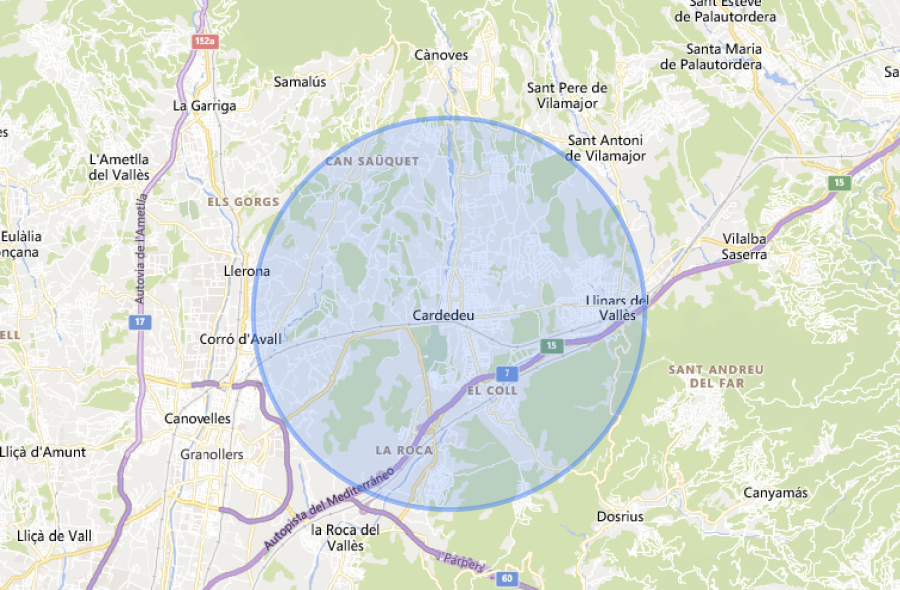 Sant Esteve
de Palautordera
152a
Cànoves
Santa Maria
de Palautordera
Sa
Samalús
Sant Pere de
Vilamajor
La Garriga
es
Sant Antoni
de Vilamajor
L'Ametlla
del Vallès
CAN SAÜQUET
15
ELS GORGS
Eulàlia
onçana
Autovia de l'Ametlla
Vilalba
Saserra
Llerona
Llinars del
Vallès
Cardedeu
17
ELL
Corró d'Avall
15
7
SANT ANDREU
DEL FAR
EL COLL
Canovelles
Lliçà d'Amunt
Granollers
LA ROCA
Canyamás
Autopista del Mediterráneo
Dosrius
Lliçà de Vall
la Roca del
Vallès
Parpers
60